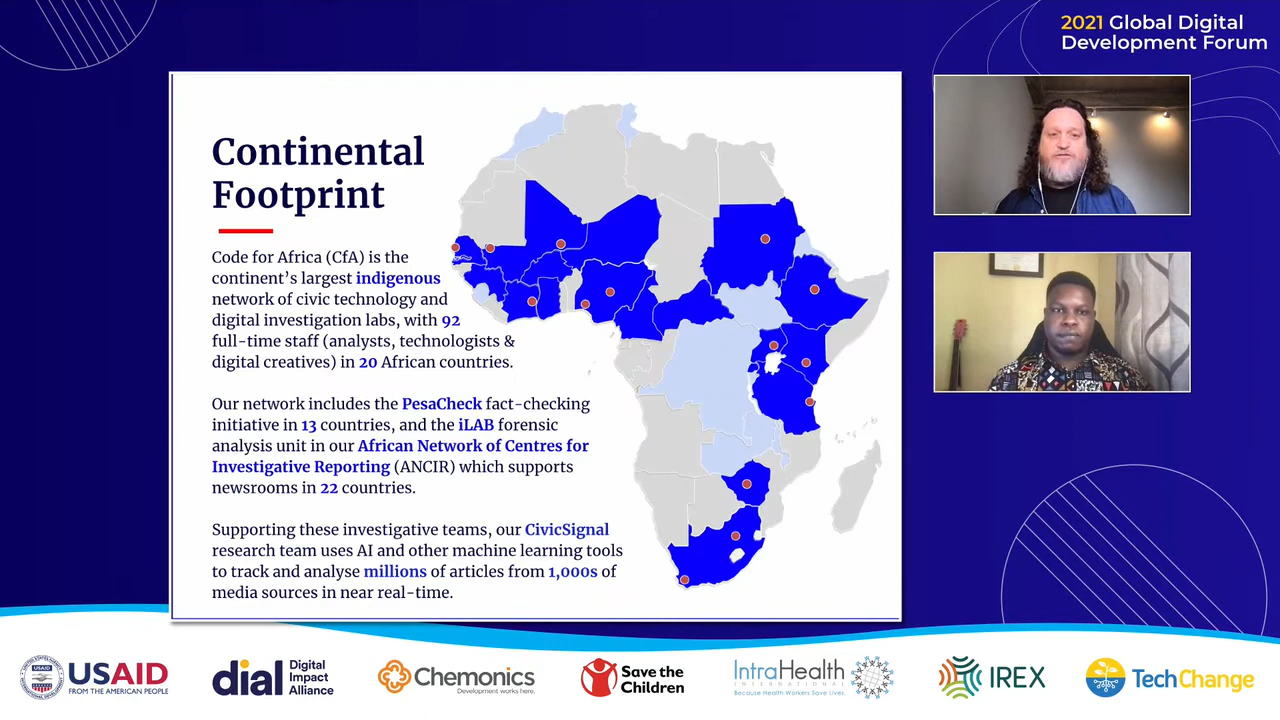 2021 Global Digital
Development Forum
Continental
Footprint
Code for Africa (CfA) is the
continent's largest indigenous
network of civic technology and
digital investigation labs, with 92
full-time staff (analysts, technologists &
digital creatives) in 20 African countries.
Our network includes the PesaCheck fact-checking
initiative in 13 countries, and the iLAB forensic
analysis unit in our African Network of Centres for
Investigative Reporting (ANCIR) which supports
newsrooms in 22 countries.
Supporting these investigative teams, our CivicSignal
research team uses AI and other machine learning tools
to track and analyse millions of articles from 1,000s of
media sources in near real-time.
USAID
FROM THE AMERICAN PEOPLE
dial Digital
Impact
Alliance
Chemonics
Development works here.
Save the
Children
IntraHealth
INTERNATIONAL
Because Health Workers Save Lives.
IREX
TechChange